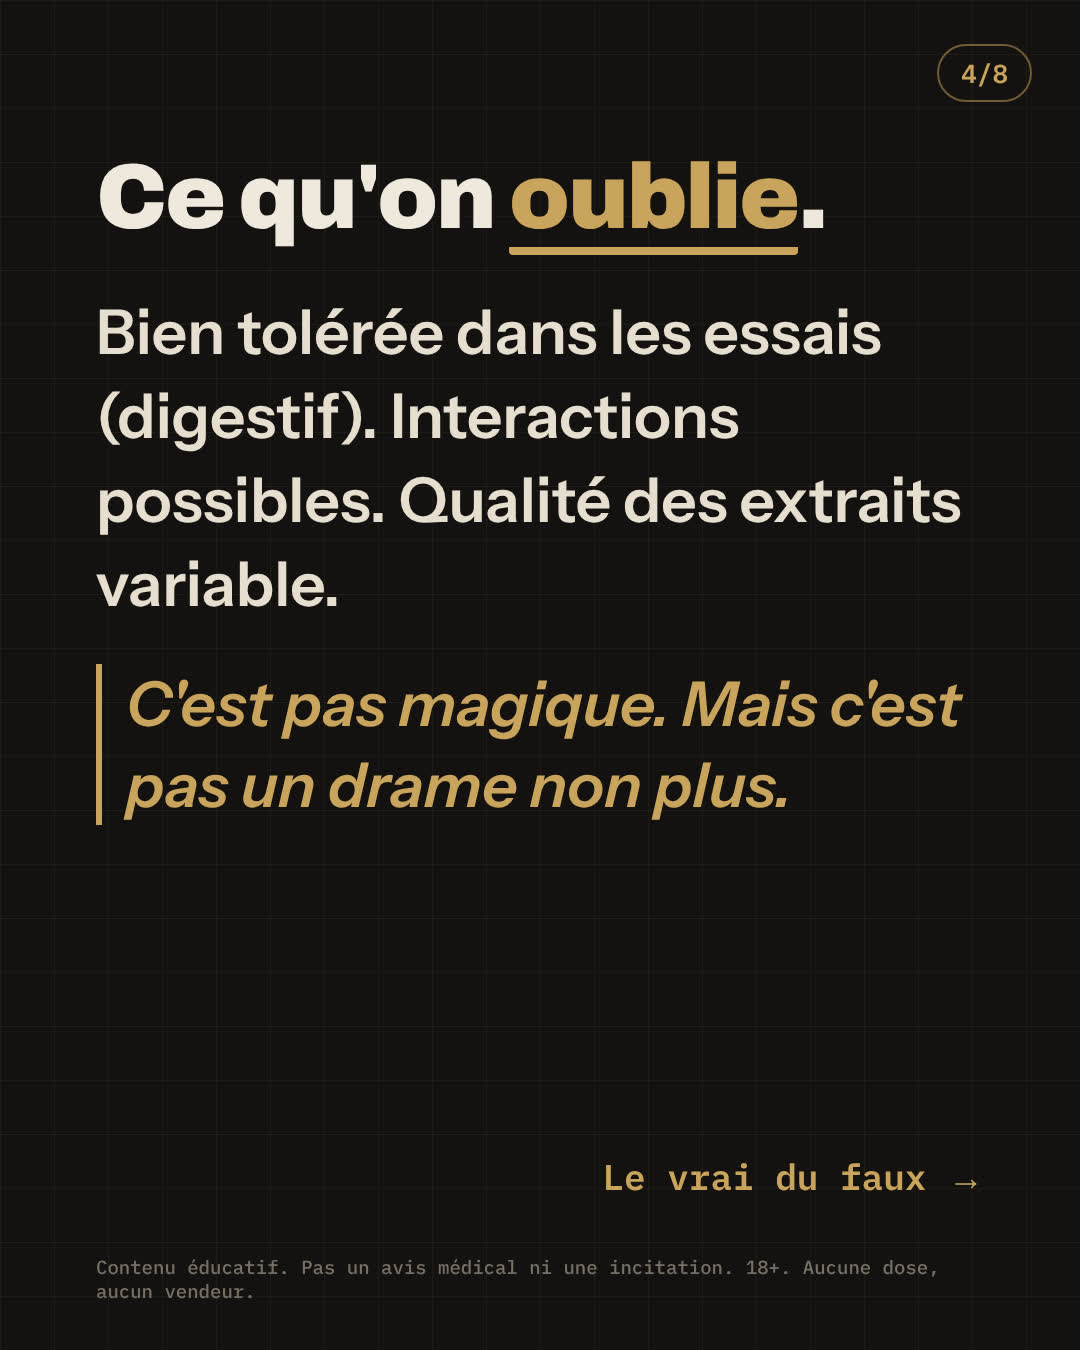 4/8
Ce qu'on oublie.
Bien tolérée dans les essais
(digestif). Interactions
possibles. Qualité des extraits
variable.
C'est pas magique. Mais c'est
pas un drame non plus.
Le vrai du faux →
Contenu éducatif. Pas un avis médical ni une incitation. 18+. Aucune dose,
aucun vendeur.